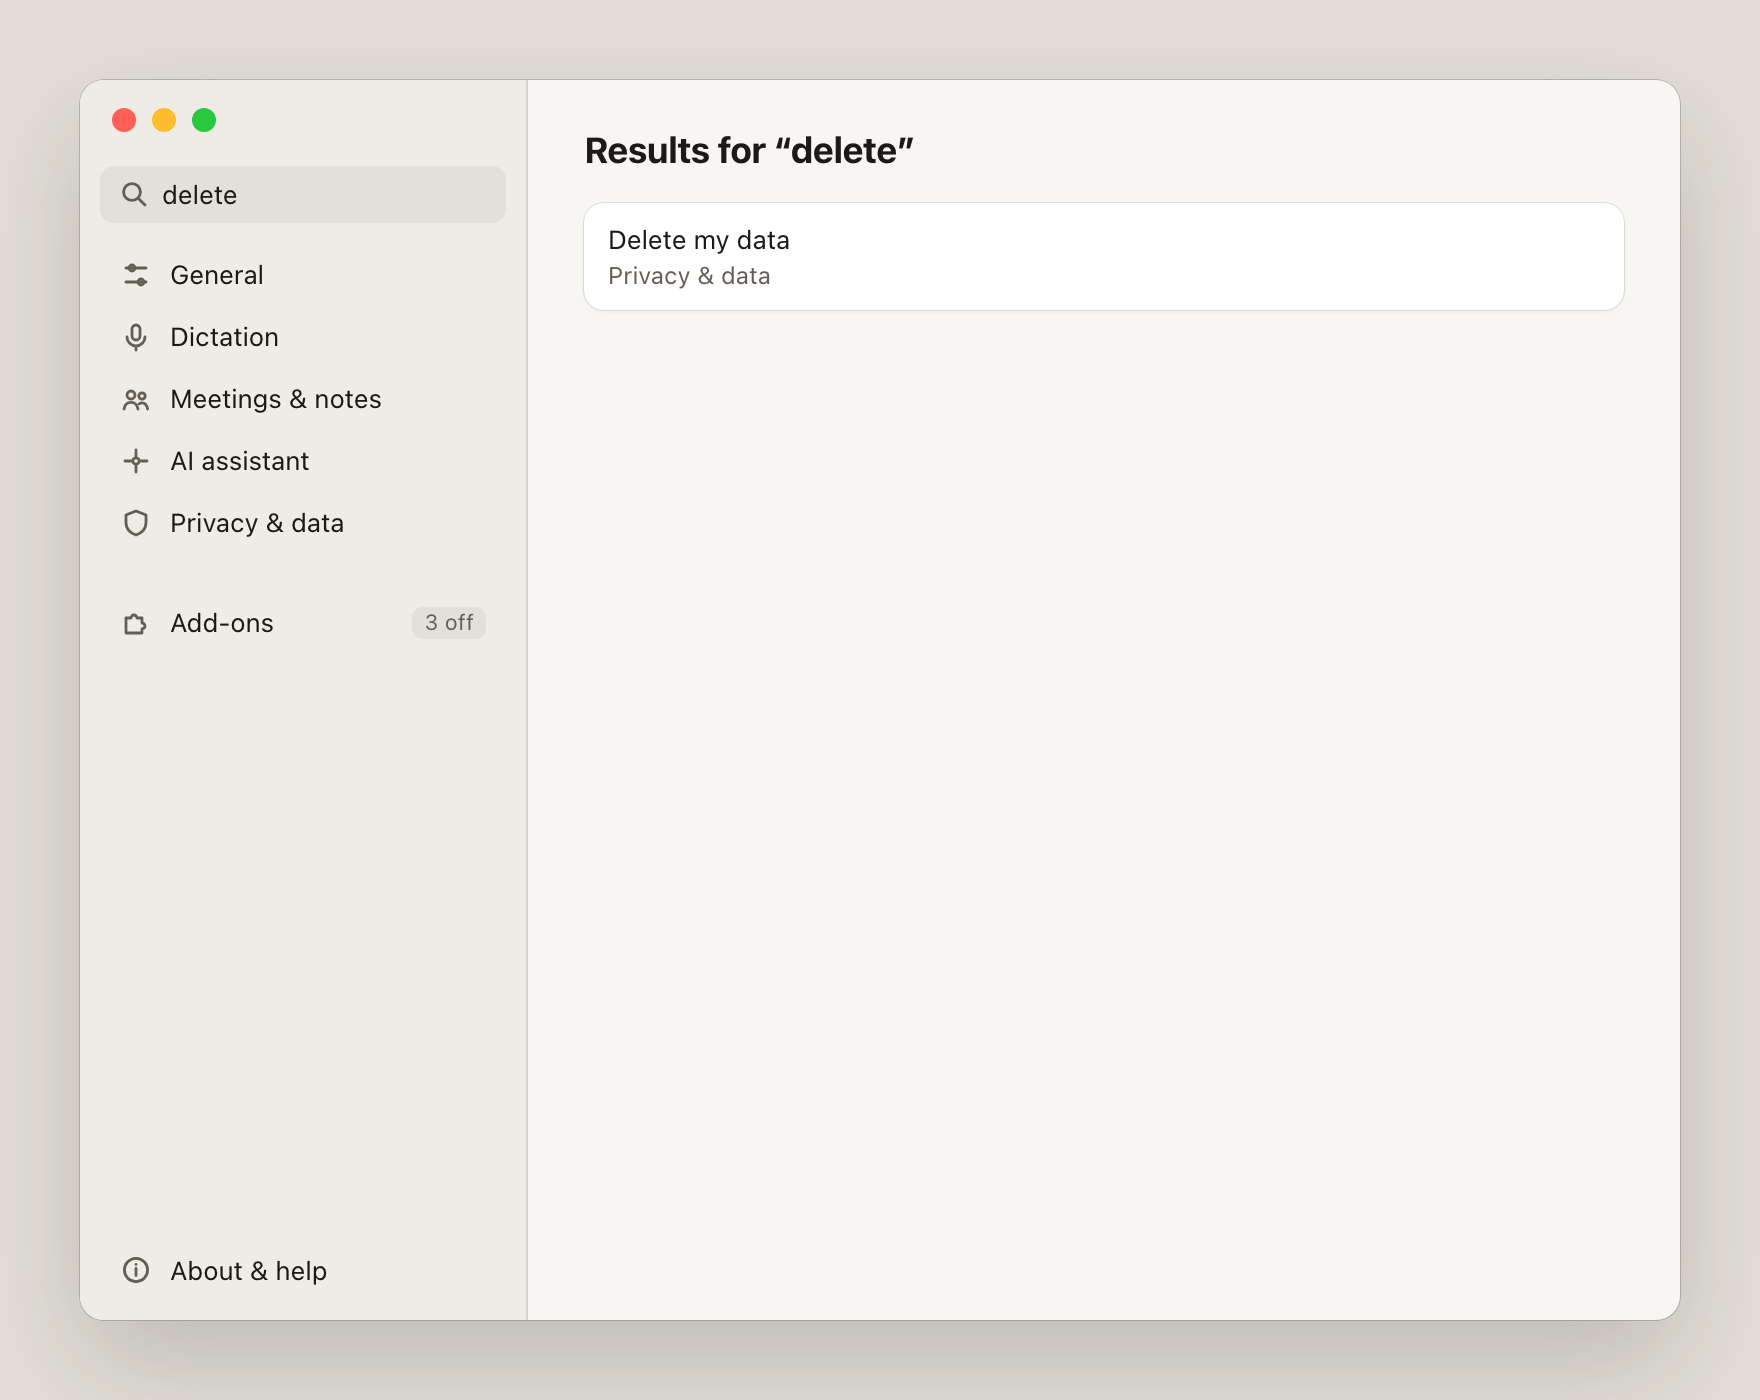 delete
General
Dictation
Meetings & notes
AI assistant
Privacy & data
Add-ons
3 off
About & help
Results for “delete”
Delete my data
Privacy & data